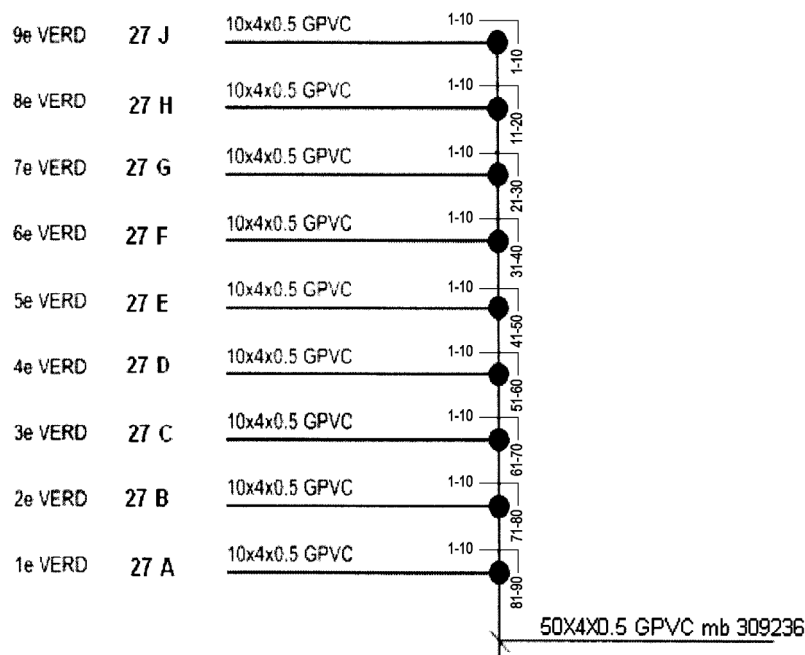 9e VERD 27 J 10x4x0.5 GPVC 1-10
1-10
8e VERD 27 H 10x4x0.5 GPVC 1-10
11-20
7e VERD 27 G 10x4x0.5 GPVC 1-10
21-30
6e VERD 27 F 10x4x0.5 GPVC 1-10
31-40
5e VERD 27 E 10x4x0.5 GPVC 1-10
41-50
4e VERD 27 D 10x4x0.5 GPVC 1-10
51-60
3e VERD 27 C 10x4x0.5 GPVC 1-10
61-70
2e VERD 27 B 10x4x0.5 GPVC 1-10
71-80
1e VERD 27 A 10x4x0.5 GPVC 1-10
81-90
50X4X0.5 GPVC mb 309236